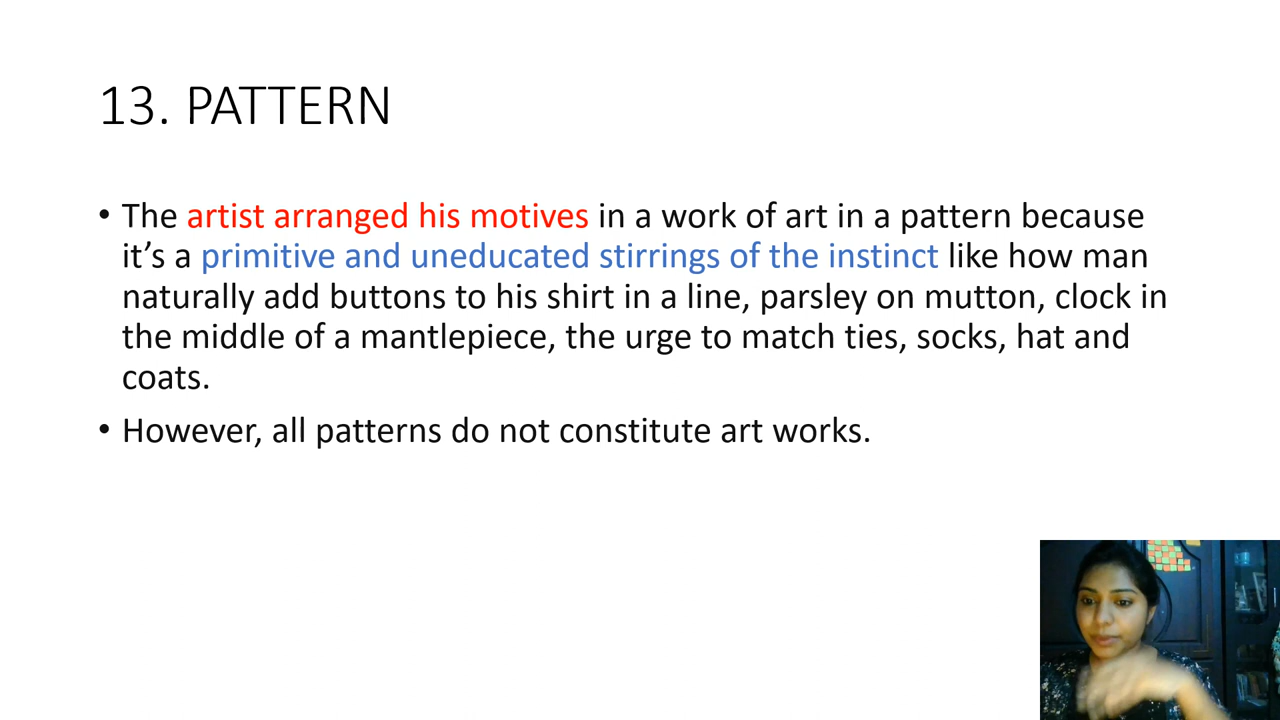 13. PATTERN
• The artist arranged his motives in a work of art in a pattern because
it’s a primitive and uneducated stirrings of the instinct like how man
naturally add buttons to his shirt in a line, parsley on mutton, clock in
the middle of a mantlepiece, the urge to match ties, socks, hat and
coats.
• However, all patterns do not constitute art works.